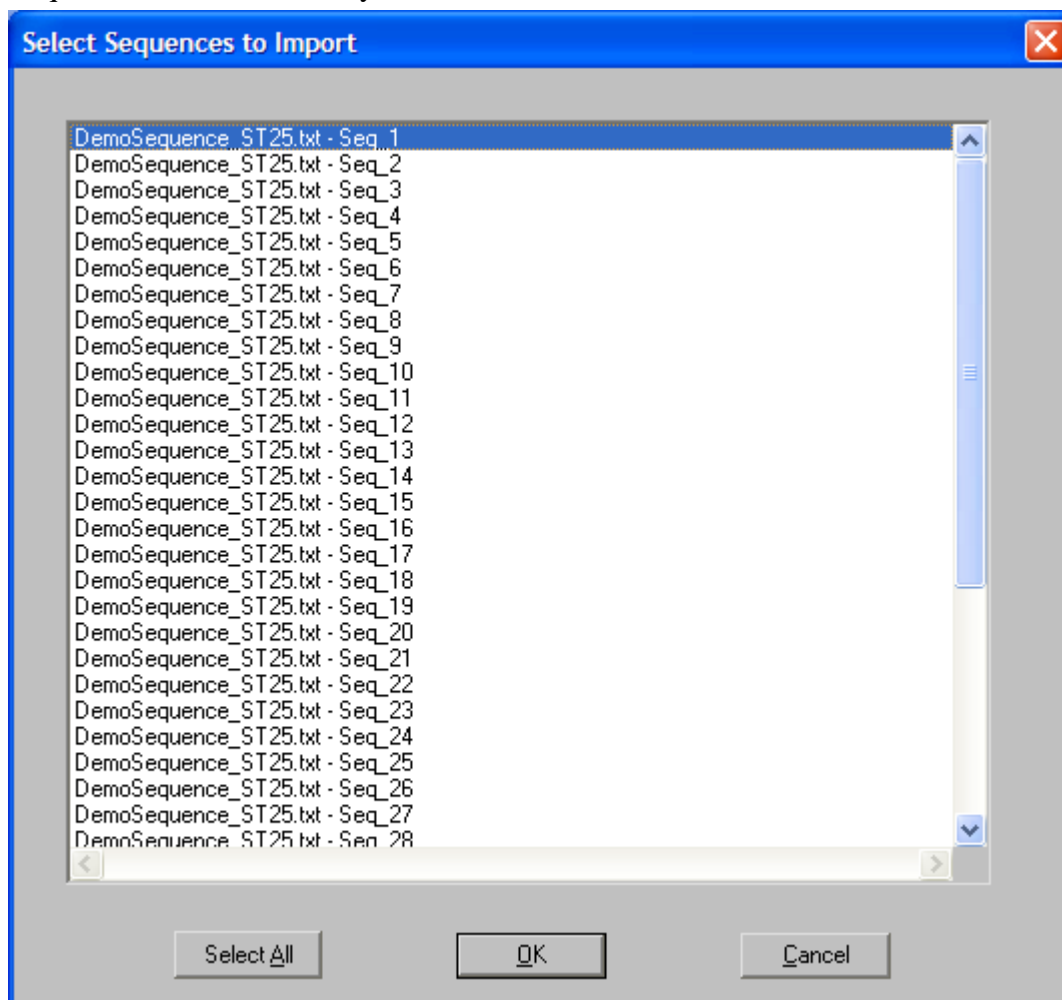 Select Sequences to Import
DemoSequence_ST25.txt - Seq_1
DemoSequence_ST25.txt - Seq_2
DemoSequence_ST25.txt - Seq_3
DemoSequence_ST25.txt - Seq_4
DemoSequence_ST25.txt - Seq_5
DemoSequence_ST25.txt - Seq_6
DemoSequence_ST25.txt - Seq_7
DemoSequence_ST25.txt - Seq_8
DemoSequence_ST25.txt - Seq_9
DemoSequence_ST25.txt - Seq_10
DemoSequence_ST25.txt - Seq_11
DemoSequence_ST25.txt - Seq_12
DemoSequence_ST25.txt - Seq_13
DemoSequence_ST25.txt - Seq_14
DemoSequence_ST25.txt - Seq_15
DemoSequence_ST25.txt - Seq_16
DemoSequence_ST25.txt - Seq_17
DemoSequence_ST25.txt - Seq_18
DemoSequence_ST25.txt - Seq_19
DemoSequence_ST25.txt - Seq_20
DemoSequence_ST25.txt - Seq_21
DemoSequence_ST25.txt - Seq_22
DemoSequence_ST25.txt - Seq_23
DemoSequence_ST25.txt - Seq_24
DemoSequence_ST25.txt - Seq_25
DemoSequence_ST25.txt - Seq_26
DemoSequence_ST25.txt - Seq_27
DemoSequence_ST25.txt - Seq_28
Select All OK Cancel